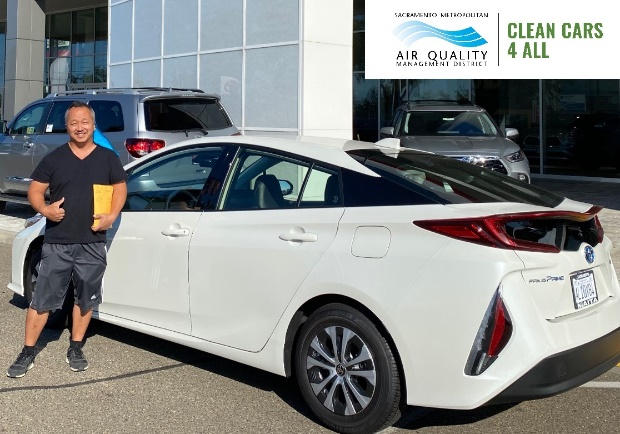 SACRAMENTO METROPOLITAN
AIR QUALITY
MANAGEMENT DISTRICT
CLEAN CARS
4 ALL